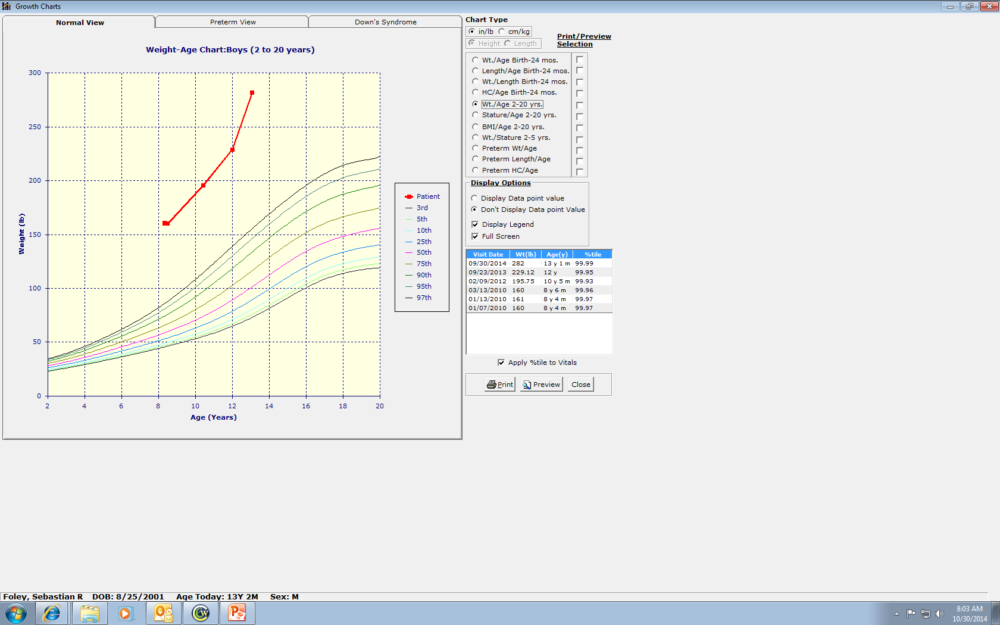 Growth Charts
Normal View
Preterm View
Down's Syndrome
Weight-Age Chart:Boys (2 to 20 years)
300
250
200
150
100
50
0
Weight (lb)
2 4 6 8 10 12 14 16 18 20
Age (Years)
Patient
3rd
5th
10th
25th
50th
75th
90th
95th
97th
Chart Type
in/lb cm/kg
Height Length
Print/Preview
Selection
Wt./Age Birth-24 mos.
Length/Age Birth-24 mos.
Wt./Length Birth-24 mos.
HC/Age Birth-24 mos.
Wt./Age 2-20 yrs.
Stature/Age 2-20 yrs.
BMI/Age 2-20 yrs.
Wt./Stature 2-5 yrs.
Preterm Wt/Age
Preterm Length/Age
Preterm HC/Age
Display Options
Display Data point value
Don't Display Data point Value
Display Legend
Full Screen
Visit Date Wt(lb) Age(y) %tile
09/30/2014 282 13 y 1 m 99.99
09/23/2013 229.12 12 y 99.95
02/09/2012 195.75 10 y 5 m 99.93
03/13/2010 160 8 y 6 m 99.96
01/13/2010 161 8 y 4 m 99.97
01/07/2010 160 8 y 4 m 99.97
Apply %tile to Vitals
Print Preview Close
Foley, Sebastian R DOB: 8/25/2001 Age Today: 13Y 2M Sex: M
8:03 AM
10/30/2014